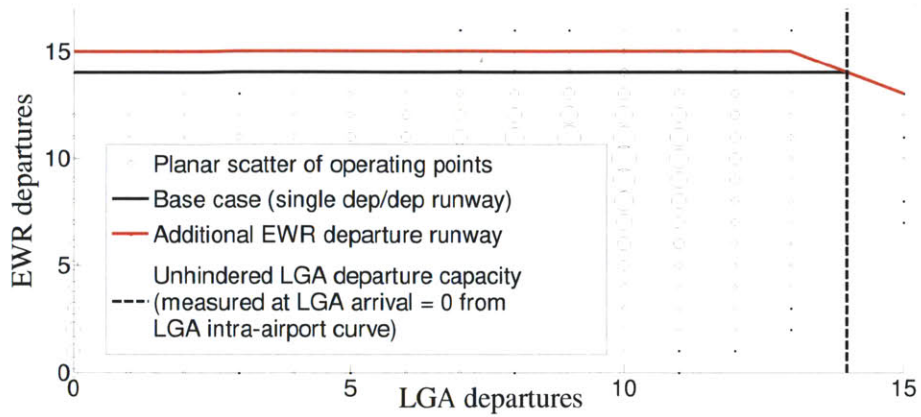 15
10
5
0
EWR departures
Planar scatter of operating points
Base case (single dep/dep runway)
Additional EWR departure runway
Unhindered LGA departure capacity
(measured at LGA arrival = 0 from
LGA intra-airport curve)
0 5 10 15
LGA departures